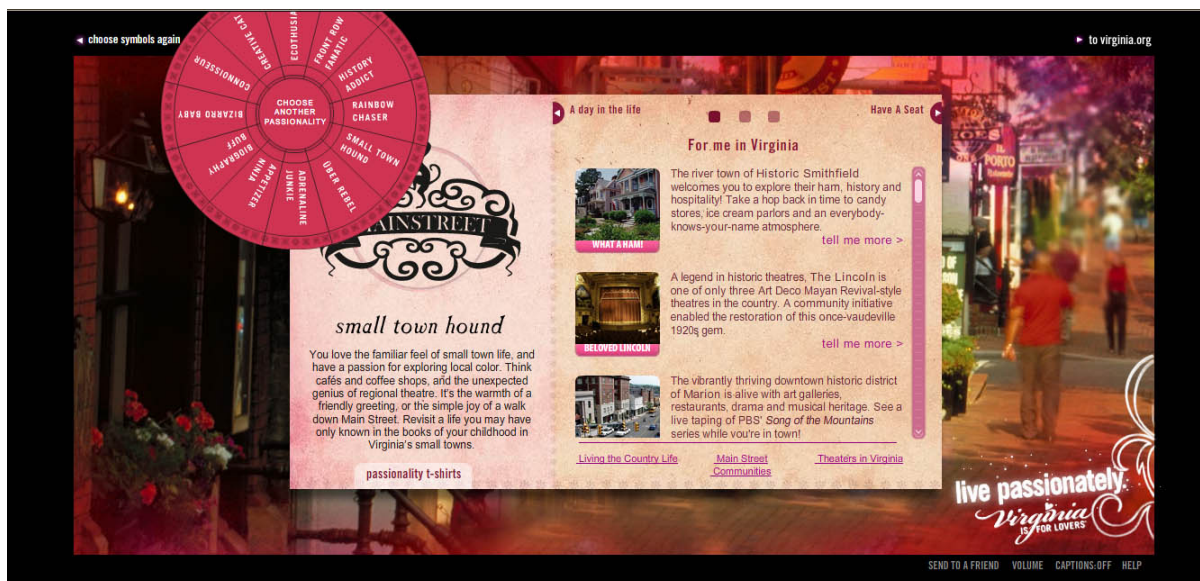 choose symbols again
to virginia.org
CREATIVE CAT
FRONT ROW
FANATIC
HISTORY
ADDICT
RAINBOW
CHASER
SMALL TOWN
HOUND
ÜBER REBEL
ADRENALINE
JUNKIE
APPETIZER
NINJA
BIOGRAPHY
BUFF
BIZARRO BABY
CONNOISSEUR
CHOOSE
ANOTHER
PASSIONALITY
small town hound
You love the familiar feel of small town life, and
have a passion for exploring local color. Think
cafés and coffee shops, and the unexpected
genius of regional theatre. It's the warmth of a
friendly greeting, or the simple joy of a walk
down Main Street. Revisit a life you may have
only known in the books of your childhood in
Virginia's small towns.
passionality t-shirts
A day in the life
Have A Seat
For me in Virginia
WHAT A HAM!
The river town of Historic Smithfield
welcomes you to explore their ham, history and
hospitality! Take a hop back in time to candy
stores, ice cream parlors and an everybody-
knows-your-name atmosphere.
tell me more >
BELOVED LINCOLN
A legend in historic theatres, The Lincoln is
one of only three Art Deco Mayan Revival-style
theatres in the country. A community initiative
enabled the restoration of this once-vaudeville
1920s gem.
tell me more >
The vibrantly thriving downtown historic district
of Marion is alive with art galleries,
restaurants, drama and musical heritage. See a
live taping of PBS' Song of the Mountains
series while you're in town!
Living the Country Life
Main Street
Communities
Theaters in Virginia
IL
PORTO
live passionately.
Virginia
IS FOR LOVERS
SEND TO A FRIEND VOLUME CAPTIONS:OFF HELP